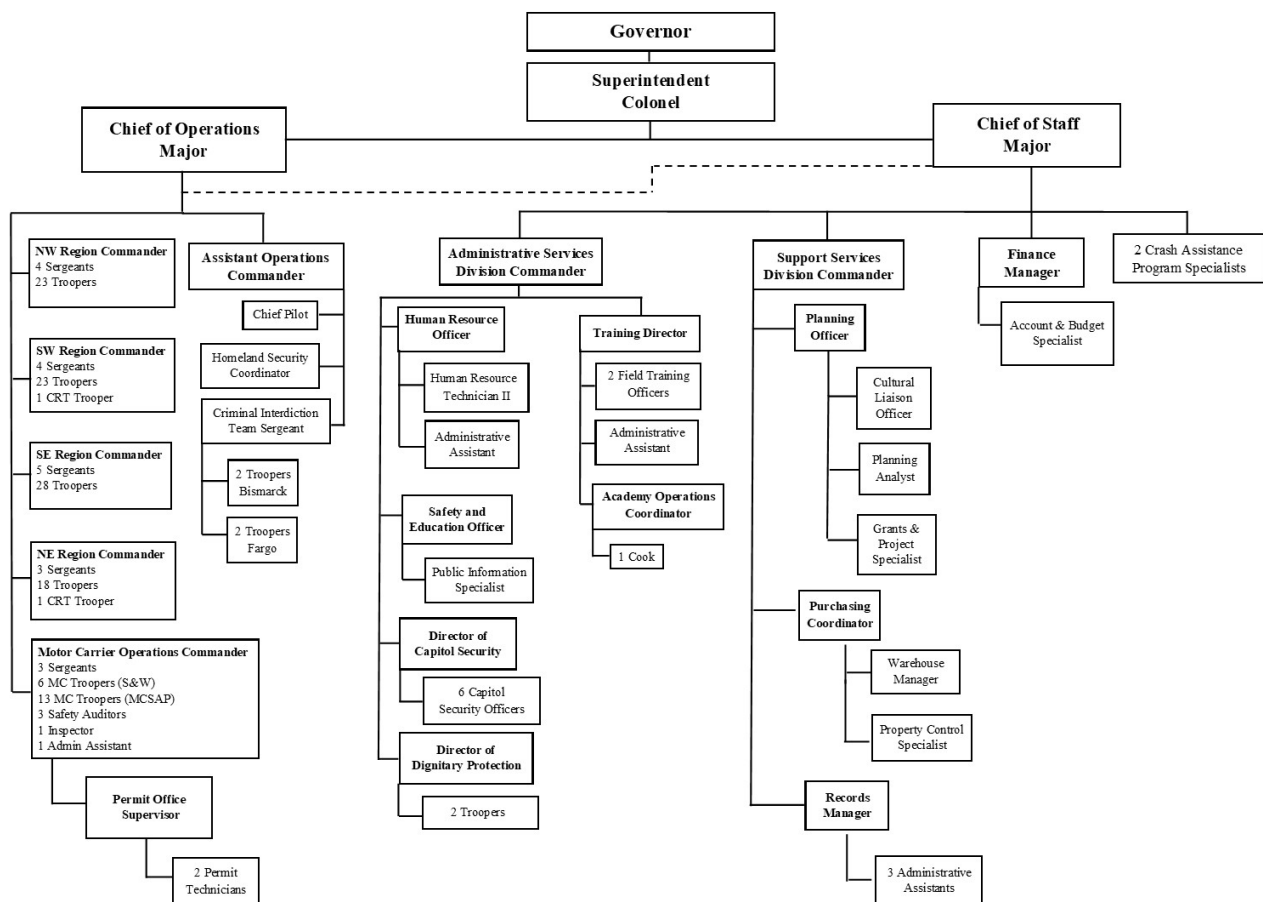 Governor
Superintendent
Colonel
Chief of Operations
Major
Chief of Staff
Major
NW Region Commander
4 Sergeants
23 Troopers
SW Region Commander
4 Sergeants
23 Troopers
1 CRT Trooper
SE Region Commander
5 Sergeants
28 Troopers
NE Region Commander
3 Sergeants
18 Troopers
1 CRT Trooper
Motor Carrier Operations Commander
3 Sergeants
6 MC Troopers (S&W)
13 MC Troopers (MCSAP)
3 Safety Auditors
1 Inspector
1 Admin Assistant
Permit Office
Supervisor
2 Permit
Technicians
Assistant Operations
Commander
Chief Pilot
Homeland Security
Coordinator
Criminal Interdiction
Team Sergeant
2 Troopers
Bismarck
2 Troopers
Fargo
Administrative Services
Division Commander
Human Resource
Officer
Human Resource
Technician II
Administrative
Assistant
Safety and
Education Officer
Public Information
Specialist
Director of
Capitol Security
6 Capitol
Security Officers
Director of
Dignitary Protection
2 Troopers
Training Director
2 Field Training
Officers
Administrative
Assistant
Academy Operations
Coordinator
1 Cook
Support Services
Division Commander
Planning
Officer
Cultural
Liaison Officer
Planning
Analyst
Grants &
Project
Specialist
Purchasing
Coordinator
Warehouse
Manager
Property Control
Specialist
Records
Manager
3 Administrative
Assistants
Finance
Manager
Account & Budget
Specialist
2 Crash Assistance
Program Specialists